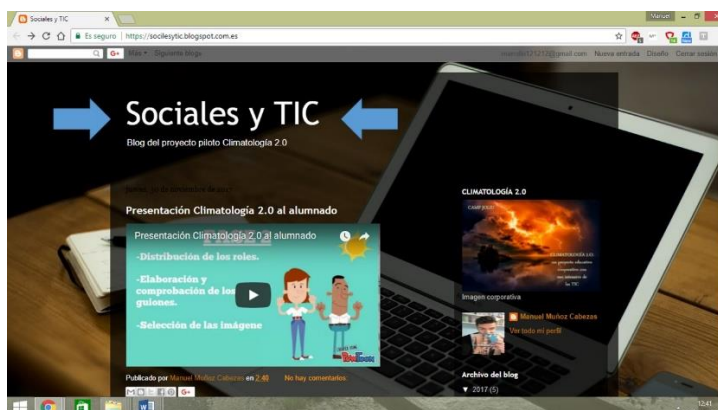 Sociales y TIC
Manuel
Es seguro
https://socilesytic.blogspot.com.es
G+
Más
Siguiente blog»
Nueva entrada
Diseño
Cerrar sesión
Sociales y TIC
Blog del proyecto piloto Climatología 2.0
Presentación Climatología 2.0 al alumnado
Presentación Climatología 2.0 al alumnado
FASE 2
-Distribución de los roles.
-Elaboración y
comprobación de los
guiones.
-Selección de las imágene
PowToon
Publicado por Manuel Muñoz Cabezas en 2:49
No hay comentarios:
G+
CLIMATOLOGÍA 2.0
Imagen corporativa
Manuel Muñoz Cabezas
Ver todo mi perfil
Archivo del blog
▼ 2017 (5)
12:41